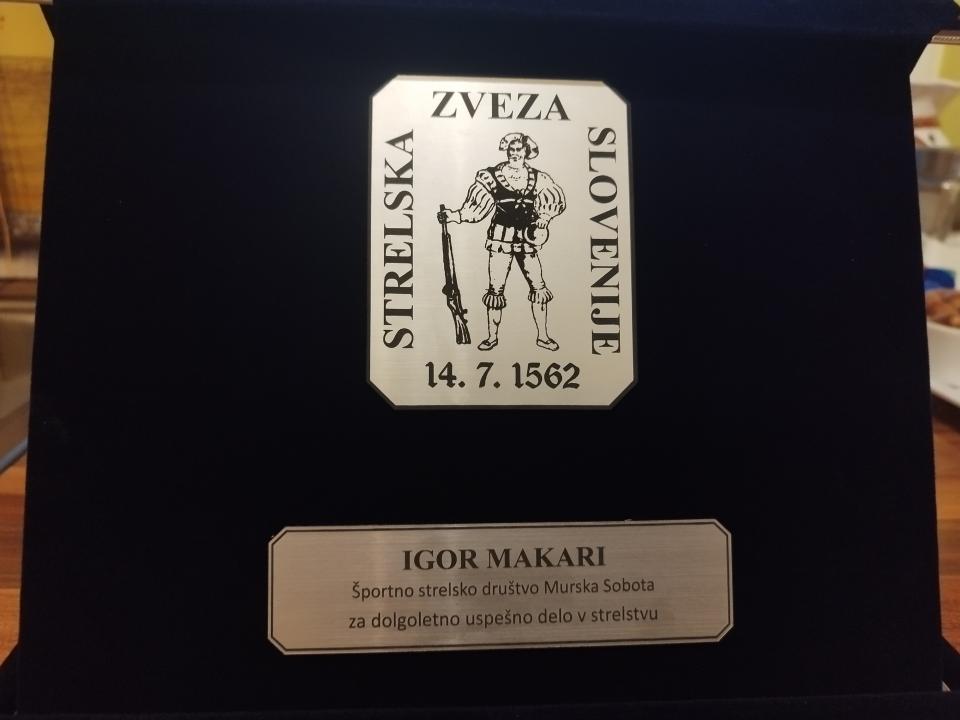 STRELSKA
ZVEZA
SLOVENIJE
14. 7. 1562
IGOR MAKARI
Športno strelsko društvo Murska Sobota
za dolgoletno uspešno delo v strelstvu